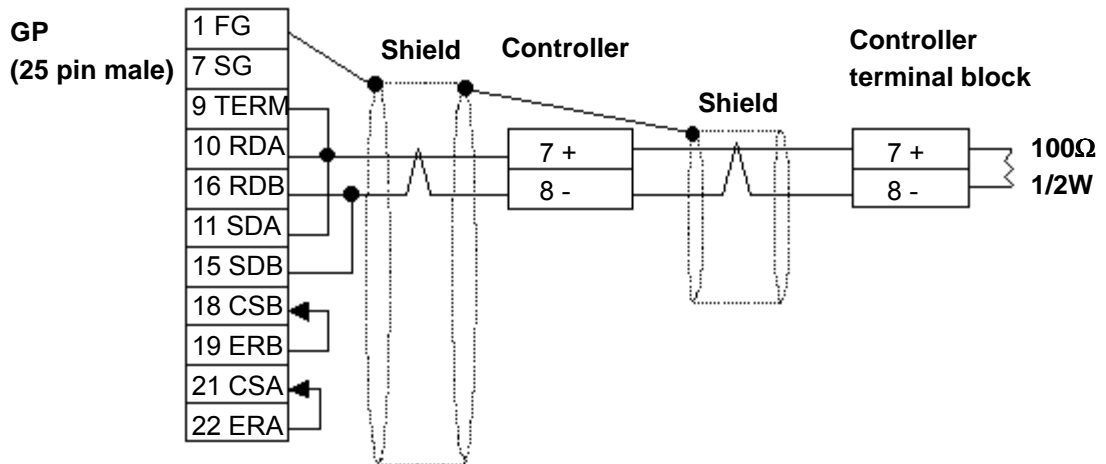 GP
(25 pin male)
1 FG
7 SG
9 TERM
10 RDA
16 RDB
11 SDA
15 SDB
18 CSB
19 ERB
21 CSA
22 ERA
Shield
Controller
7 +
8 -
Shield
Controller
terminal block
7 +
8 -
100Ω
1/2W